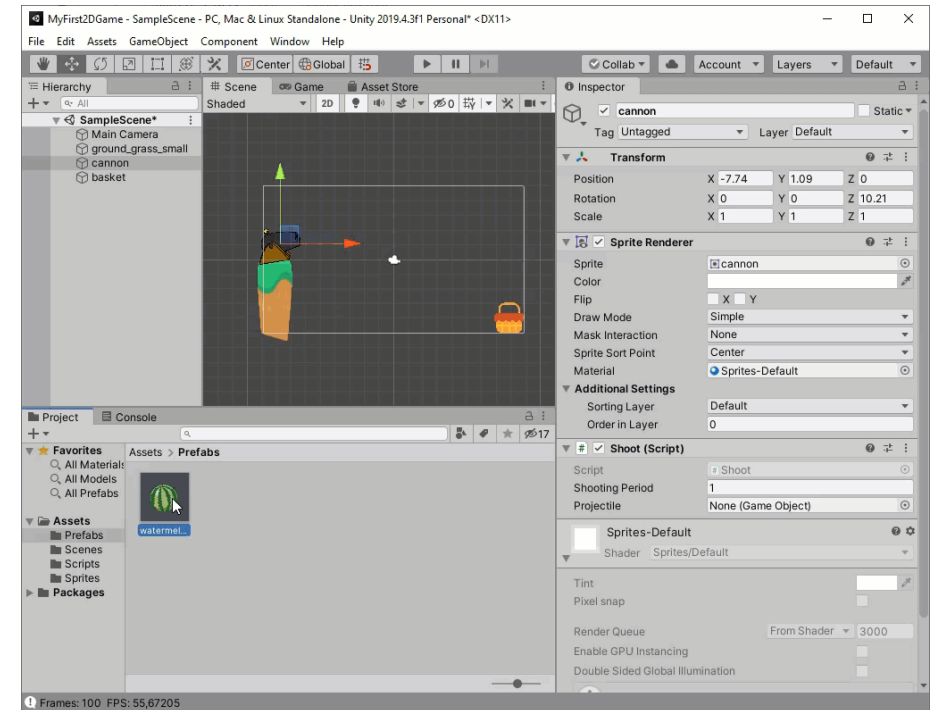 MyFirst2DGame - SampleScene - PC, Mac & Linux Standalone - Unity 2019.4.3f1 Personal* <DX11>
File Edit Assets GameObject Component Window Help
Center Global Collab Account Layers Default
Hierarchy
All
SampleScene*
Main Camera
ground_grass_small
cannon
basket
Scene Game Asset Store
Shaded 2D 0
Inspector
cannon Static
Tag Untagged Layer Default
Transform
Position X -7.74 Y 1.09 Z 0
Rotation X 0 Y 0 Z 10.21
Scale X 1 Y 1 Z 1
Sprite Renderer
Sprite cannon
Color
Flip X Y
Draw Mode Simple
Mask Interaction None
Sprite Sort Point Center
Material Sprites-Default
Additional Settings
Sorting Layer Default
Order in Layer 0
# Shoot (Script)
Script # Shoot
Shooting Period 1
Projectile None (Game Object)
Sprites-Default
Shader Sprites/Default
Tint
Pixel snap
Render Queue From Shader 3000
Enable GPU Instancing
Double Sided Global Illumination
Project Console
17
Favorites
All Materials
All Models
All Prefabs
Assets
Prefabs
Scenes
Scripts
Sprites
Packages
Assets > Prefabs
watermel...
Frames: 100 FPS: 55,67205